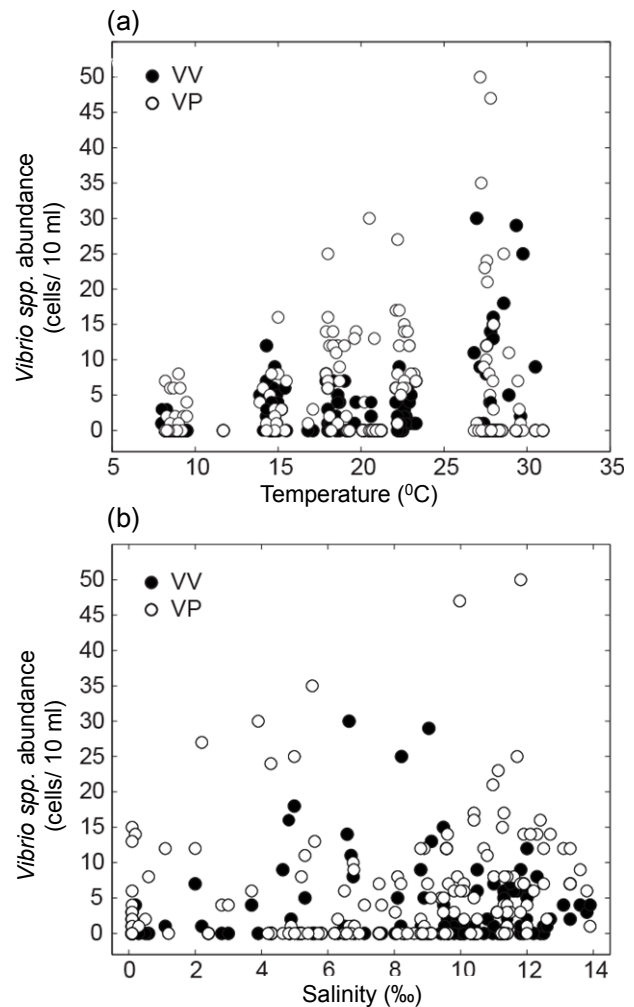 (a)
VV
VP
50
45
40
35
30
25
20
15
10
5
0
Vibrio spp. abundance
(cells/ 10 ml)
5 10 15 20 25 30 35
Temperature (⁰C)
(b)
VV
VP
50
45
40
35
30
25
20
15
10
5
0
Vibrio spp. abundance
(cells/ 10 ml)
0 2 4 6 8 10 12 14
Salinity (‰)